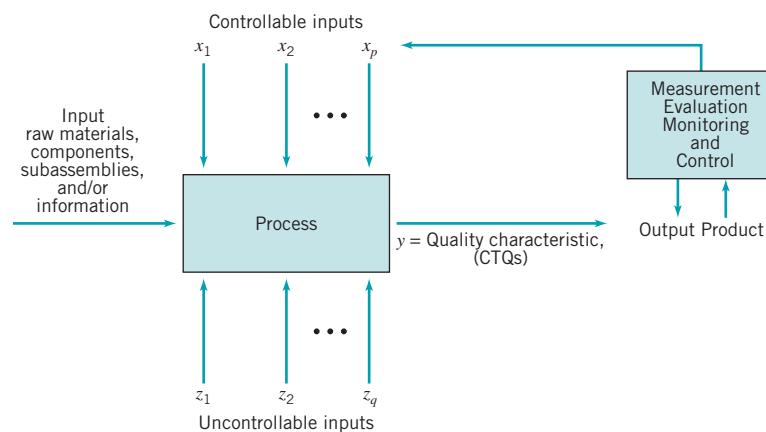 Controllable inputs
x1 x2 xp
Measurement
Evaluation
Monitoring
and
Control
Input
raw materials,
components,
subassemblies,
and/or
information
Process
Output Product
y = Quality characteristic,
(CTQs)
z1 z2 zq
Uncontrollable inputs